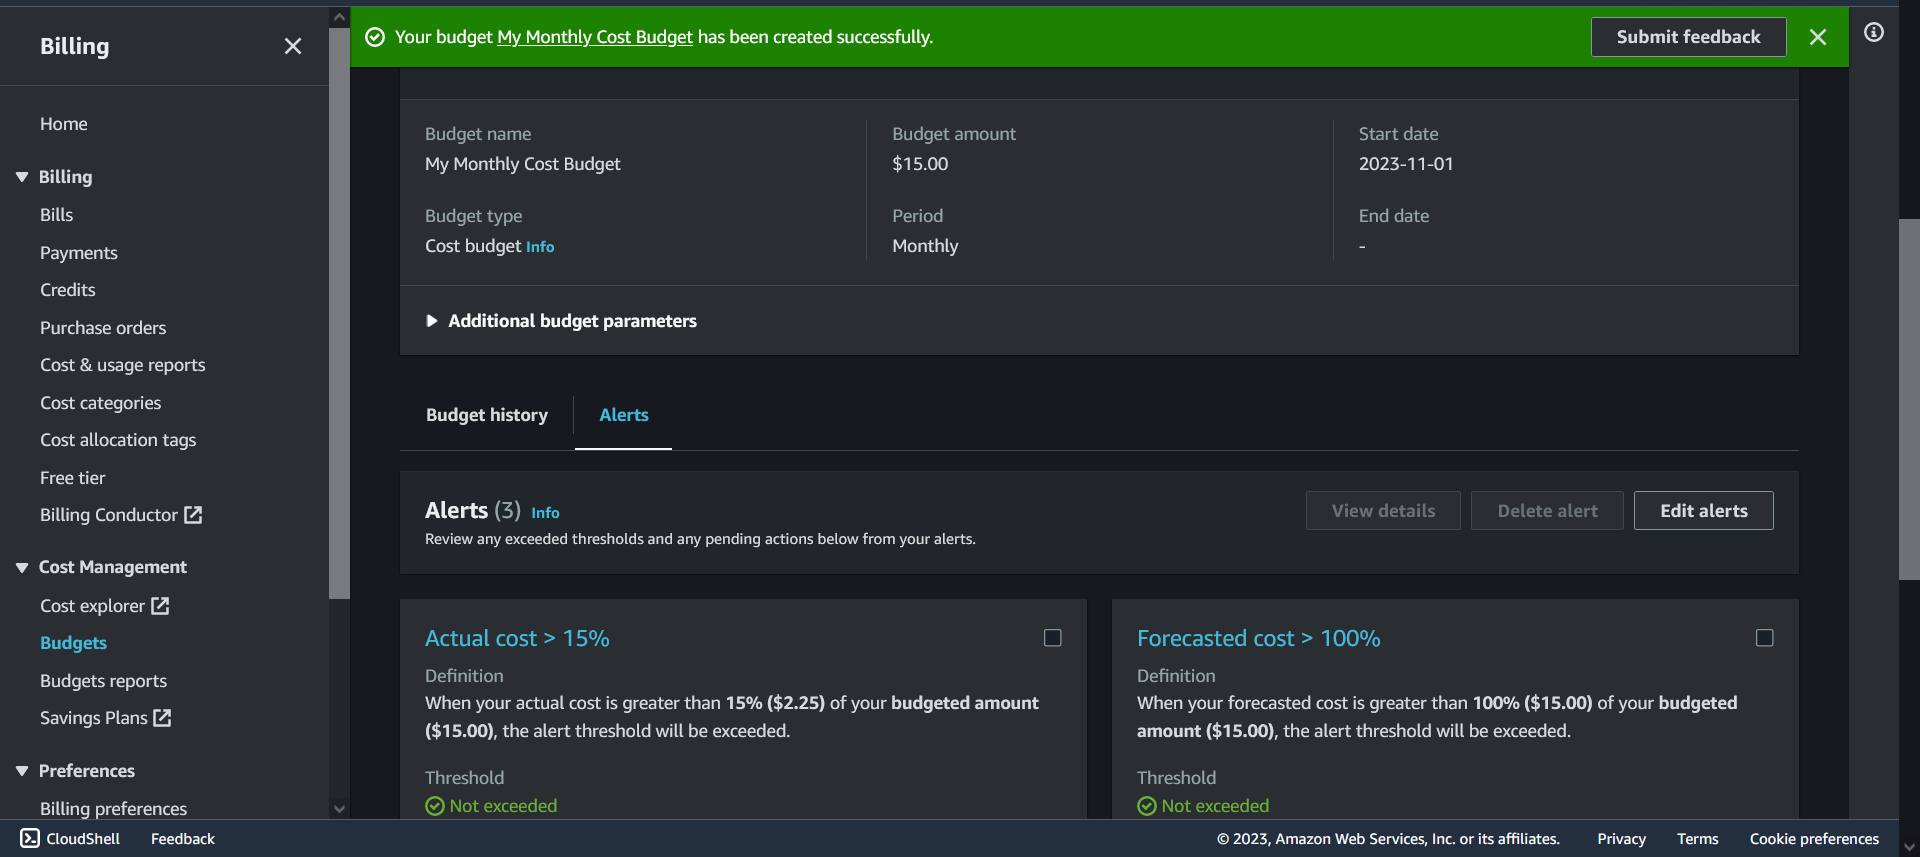 Billing
Your budget My Monthly Cost Budget has been created successfully.
Submit feedback
Home
Billing
Bills
Payments
Credits
Purchase orders
Cost & usage reports
Cost categories
Cost allocation tags
Free tier
Billing Conductor
Cost Management
Cost explorer
Budgets
Budgets reports
Savings Plans
Preferences
Billing preferences
Budget name
My Monthly Cost Budget
Budget amount
$15.00
Start date
2023-11-01
Budget type
Cost budget Info
Period
Monthly
End date
-
Additional budget parameters
Budget history
Alerts
Alerts (3) Info
Review any exceeded thresholds and any pending actions below from your alerts.
View details
Delete alert
Edit alerts
Actual cost > 15%
Definition
When your actual cost is greater than 15% ($2.25) of your budgeted amount
($15.00), the alert threshold will be exceeded.
Threshold
Not exceeded
Forecasted cost > 100%
Definition
When your forecasted cost is greater than 100% ($15.00) of your budgeted
amount ($15.00), the alert threshold will be exceeded.
Threshold
Not exceeded
CloudShell
Feedback
© 2023, Amazon Web Services, Inc. or its affiliates.
Privacy
Terms
Cookie preferences